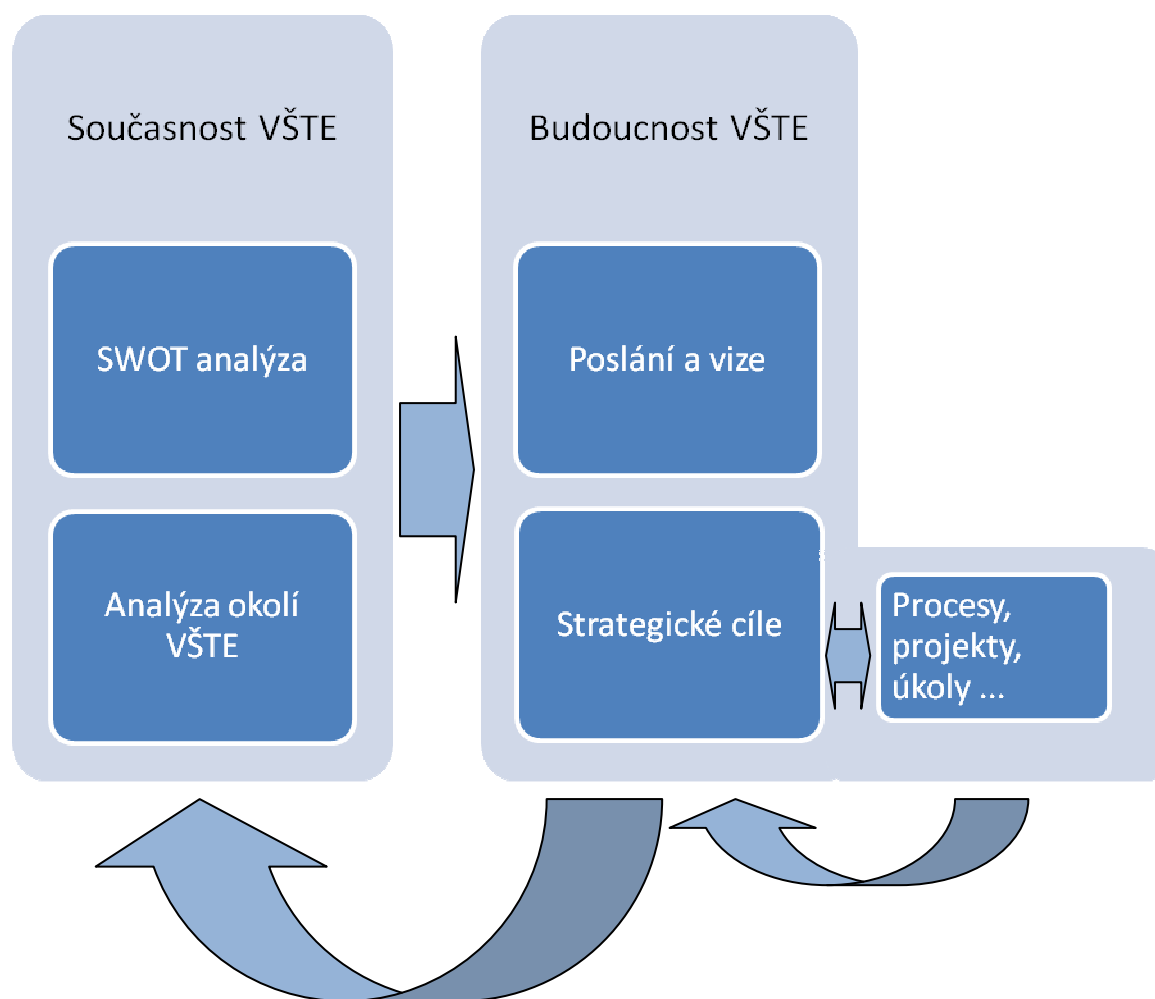 Současnost VŠTE
SWOT analýza
Analýza okolí
VŠTE
Budoucnost VŠTE
Poslání a vize
Strategické cíle
Procesy,
projekty,
úkoly ...